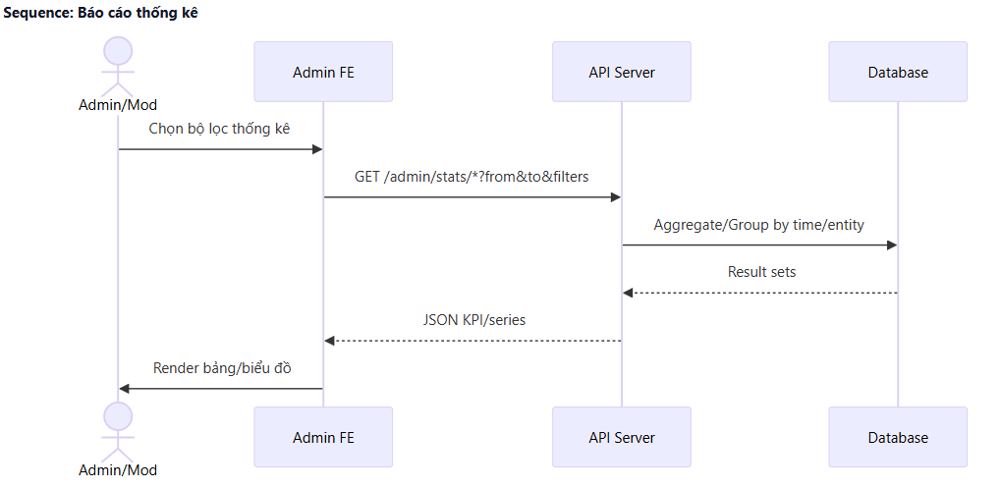 Sequence: Báo cáo thống kê
Admin/Mod
Admin FE
API Server
Database
Chọn bộ lọc thống kê
GET /admin/stats/*?from&to&filters
Aggregate/Group by time/entity
Result sets
JSON KPI/series
Render bảng/biểu đồ
Admin/Mod
Admin FE
API Server
Database